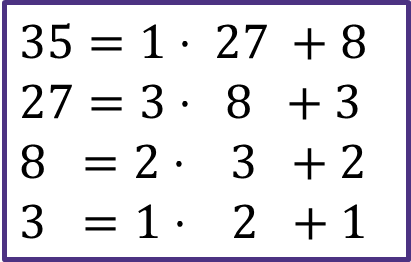 35 = 1 · 27 + 8
27 = 3 · 8 + 3
8 = 2 · 3 + 2
3 = 1 · 2 + 1